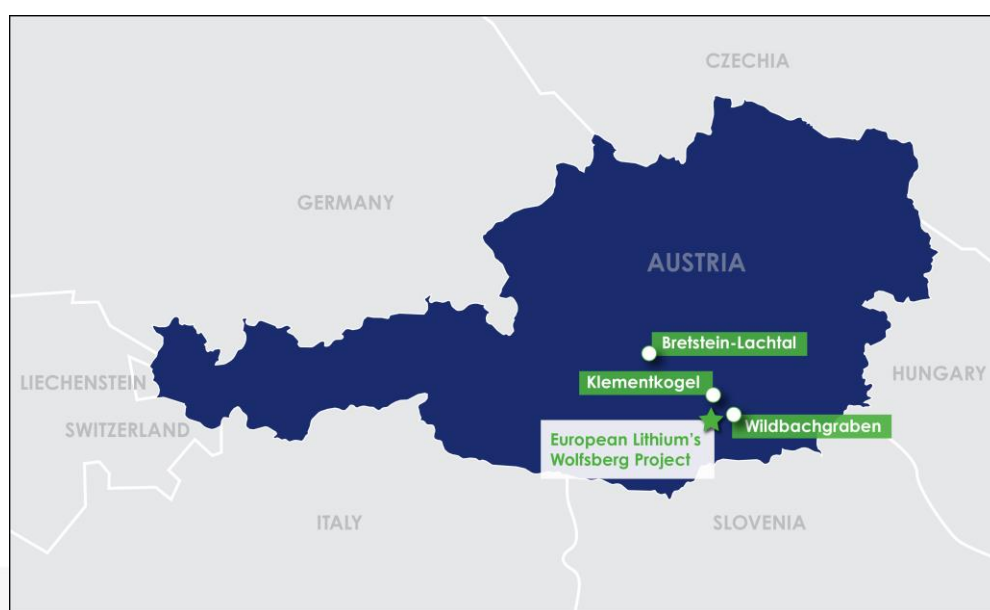 CZECHIA
GERMANY
AUSTRIA
Bretstein-Lachtal
LIECHENSTEIN
Klementkogel
HUNGARY
SWITZERLAND
Wildbachgraben
European Lithium's
Wolfsberg Project
ITALY
SLOVENIA